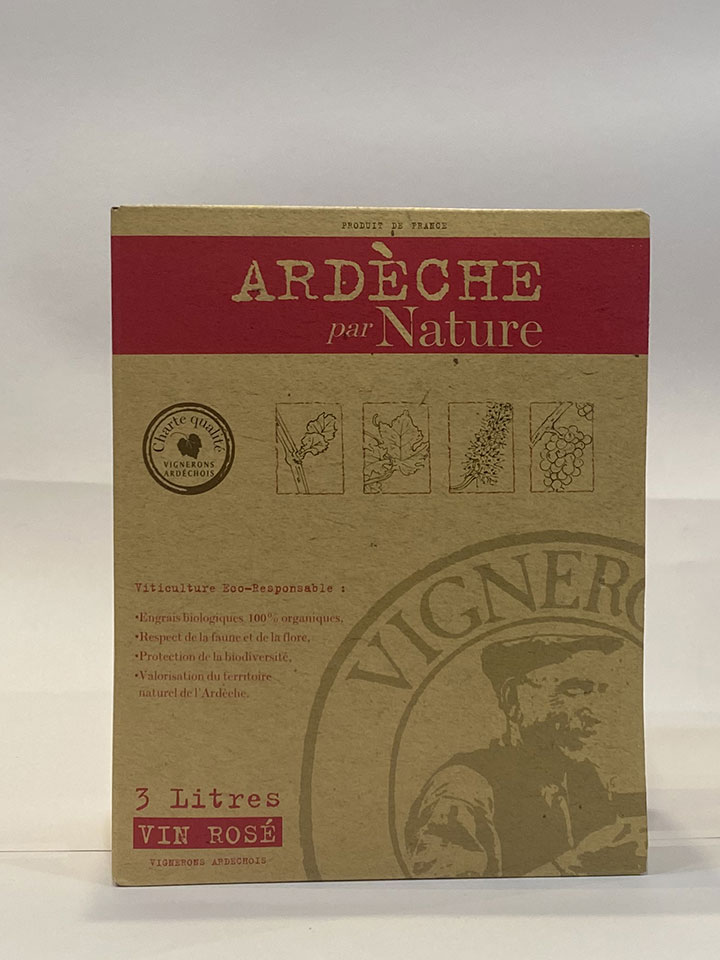 PRODUIT DE FRANCE
ARDÈCHE
par Nature
Charte qualité
VIGNERONS
ARDÉCHOIS
Viticulture Eco-Responsable :
•Engrais biologiques 100% organiques,
•Respect de la faune et de la flore,
•Protection de la biodiversité,
•Valorisation du territoire
naturel de l'Ardèche.
VIGNERO
3 Litres
VIN ROSÉ
VIGNERONS ARDECHOIS